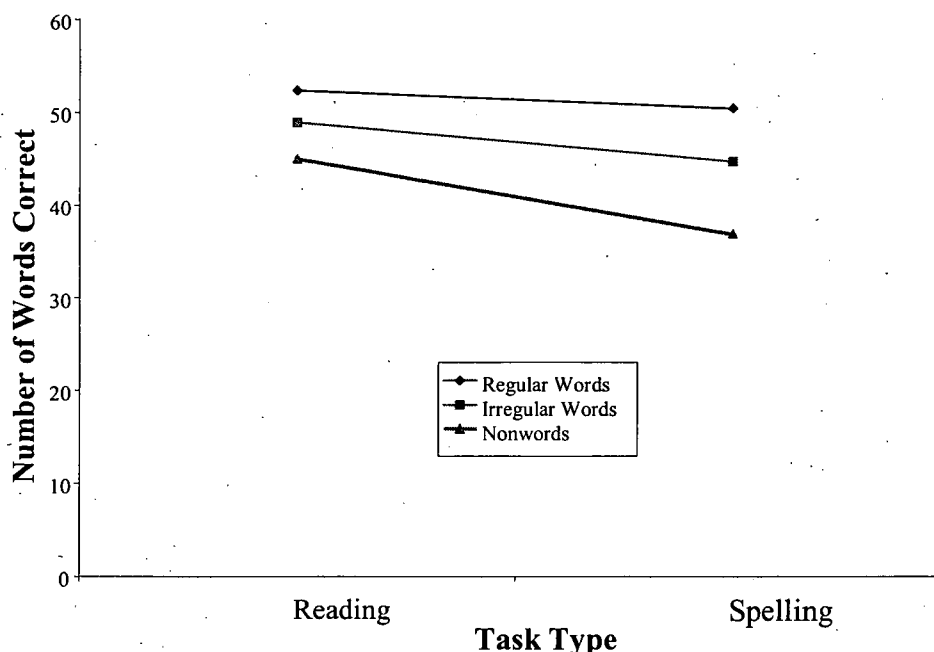 60
50
40
30
20
10
0
Number of Words Correct
Regular Words
Irregular Words
Nonwords
Reading
Spelling
Task Type